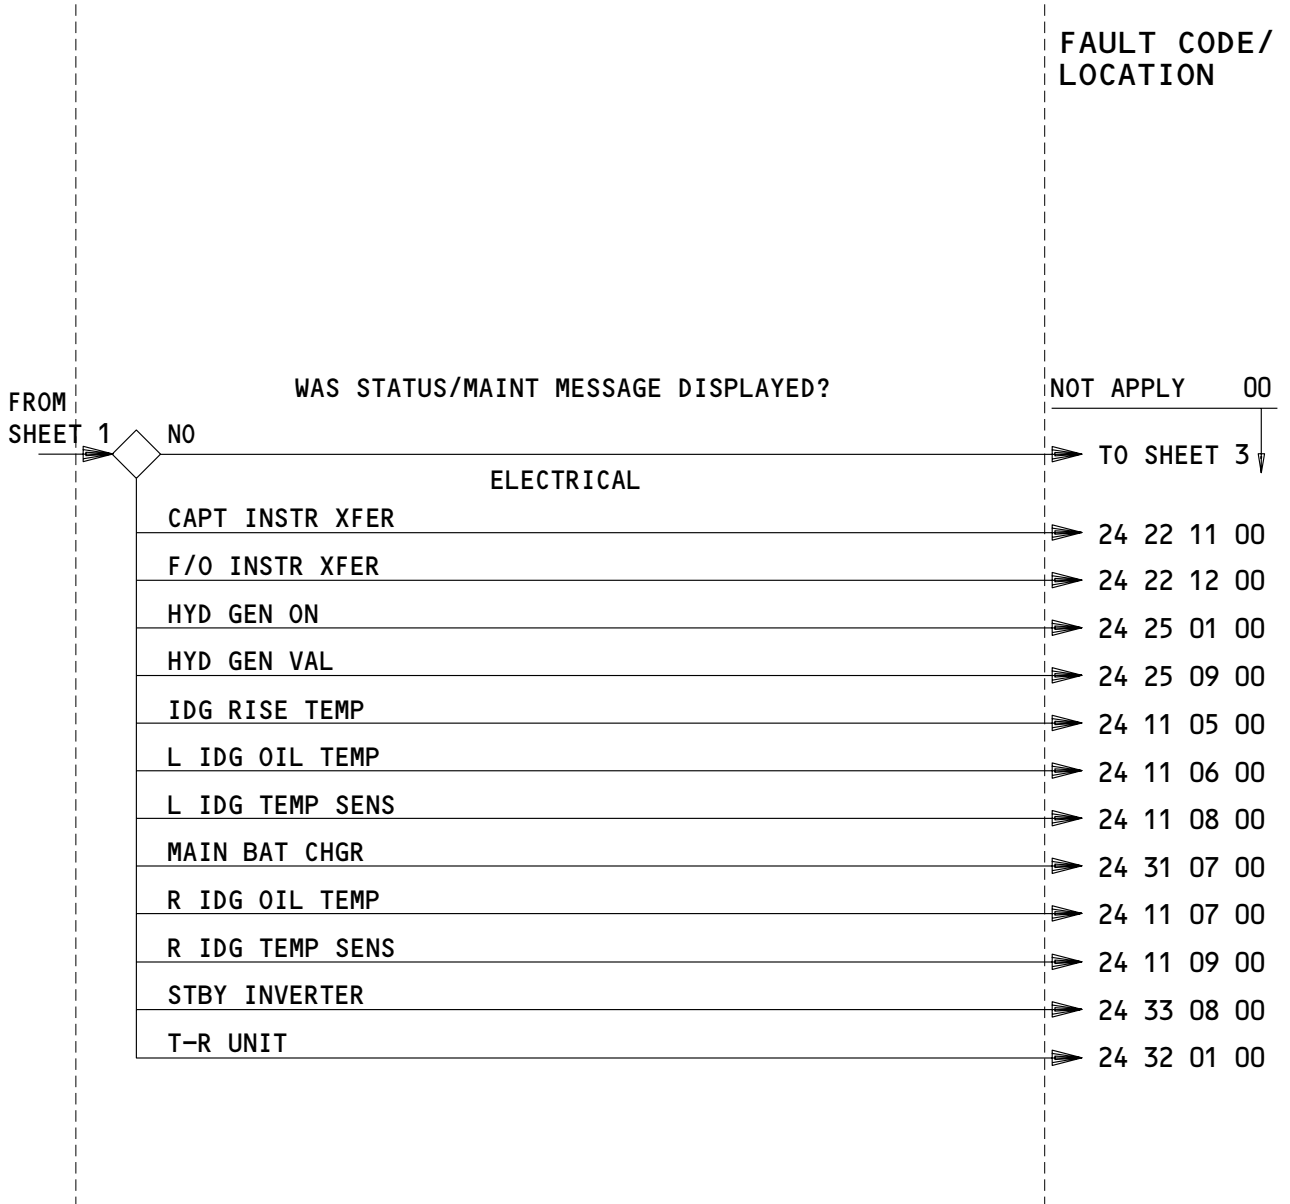 FAULT CODE/
LOCATION
WAS STATUS/MAINT MESSAGE DISPLAYED?
NOT APPLY 00
FROM
SHEET 1
NO
TO SHEET 3
ELECTRICAL
CAPT INSTR XFER 24 22 11 00
F/O INSTR XFER 24 22 12 00
HYD GEN ON 24 25 01 00
HYD GEN VAL 24 25 09 00
IDG RISE TEMP 24 11 05 00
L IDG OIL TEMP 24 11 06 00
L IDG TEMP SENS 24 11 08 00
MAIN BAT CHGR 24 31 07 00
R IDG OIL TEMP 24 11 07 00
R IDG TEMP SENS 24 11 09 00
STBY INVERTER 24 33 08 00
T-R UNIT 24 32 01 00